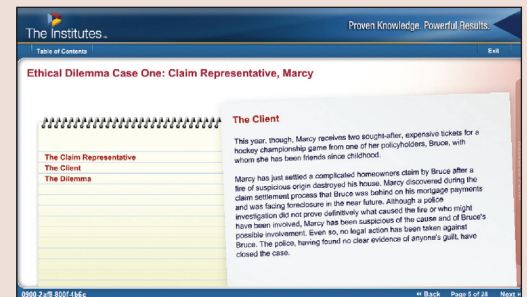 The Institutes™
Proven Knowledge. Powerful Results.
Table of Contents
Exit
Ethical Dilemma Case One: Claim Representative, Marcy
The Claim Representative
The Client
The Dilemma
The Client
This year, though, Marcy receives two sought-after, expensive tickets for a
hockey championship game from one of her policyholders, Bruce, with
whom she has been friends since childhood.
Marcy has just settled a complicated homeowners claim by Bruce after a
fire of suspicious origin destroyed his house. Marcy discovered during the
claim settlement process that Bruce was behind on his mortgage payments
and was facing foreclosure in the near future. Although a police
investigation did not prove definitively what caused the fire or who might
have been involved, Marcy has been suspicious of the cause and of Bruce's
possible involvement. Even so, no legal action has been taken against
Bruce. The police, having found no clear evidence of anyone's guilt, have
closed the case.
« Back Page 5 of 28 Next »